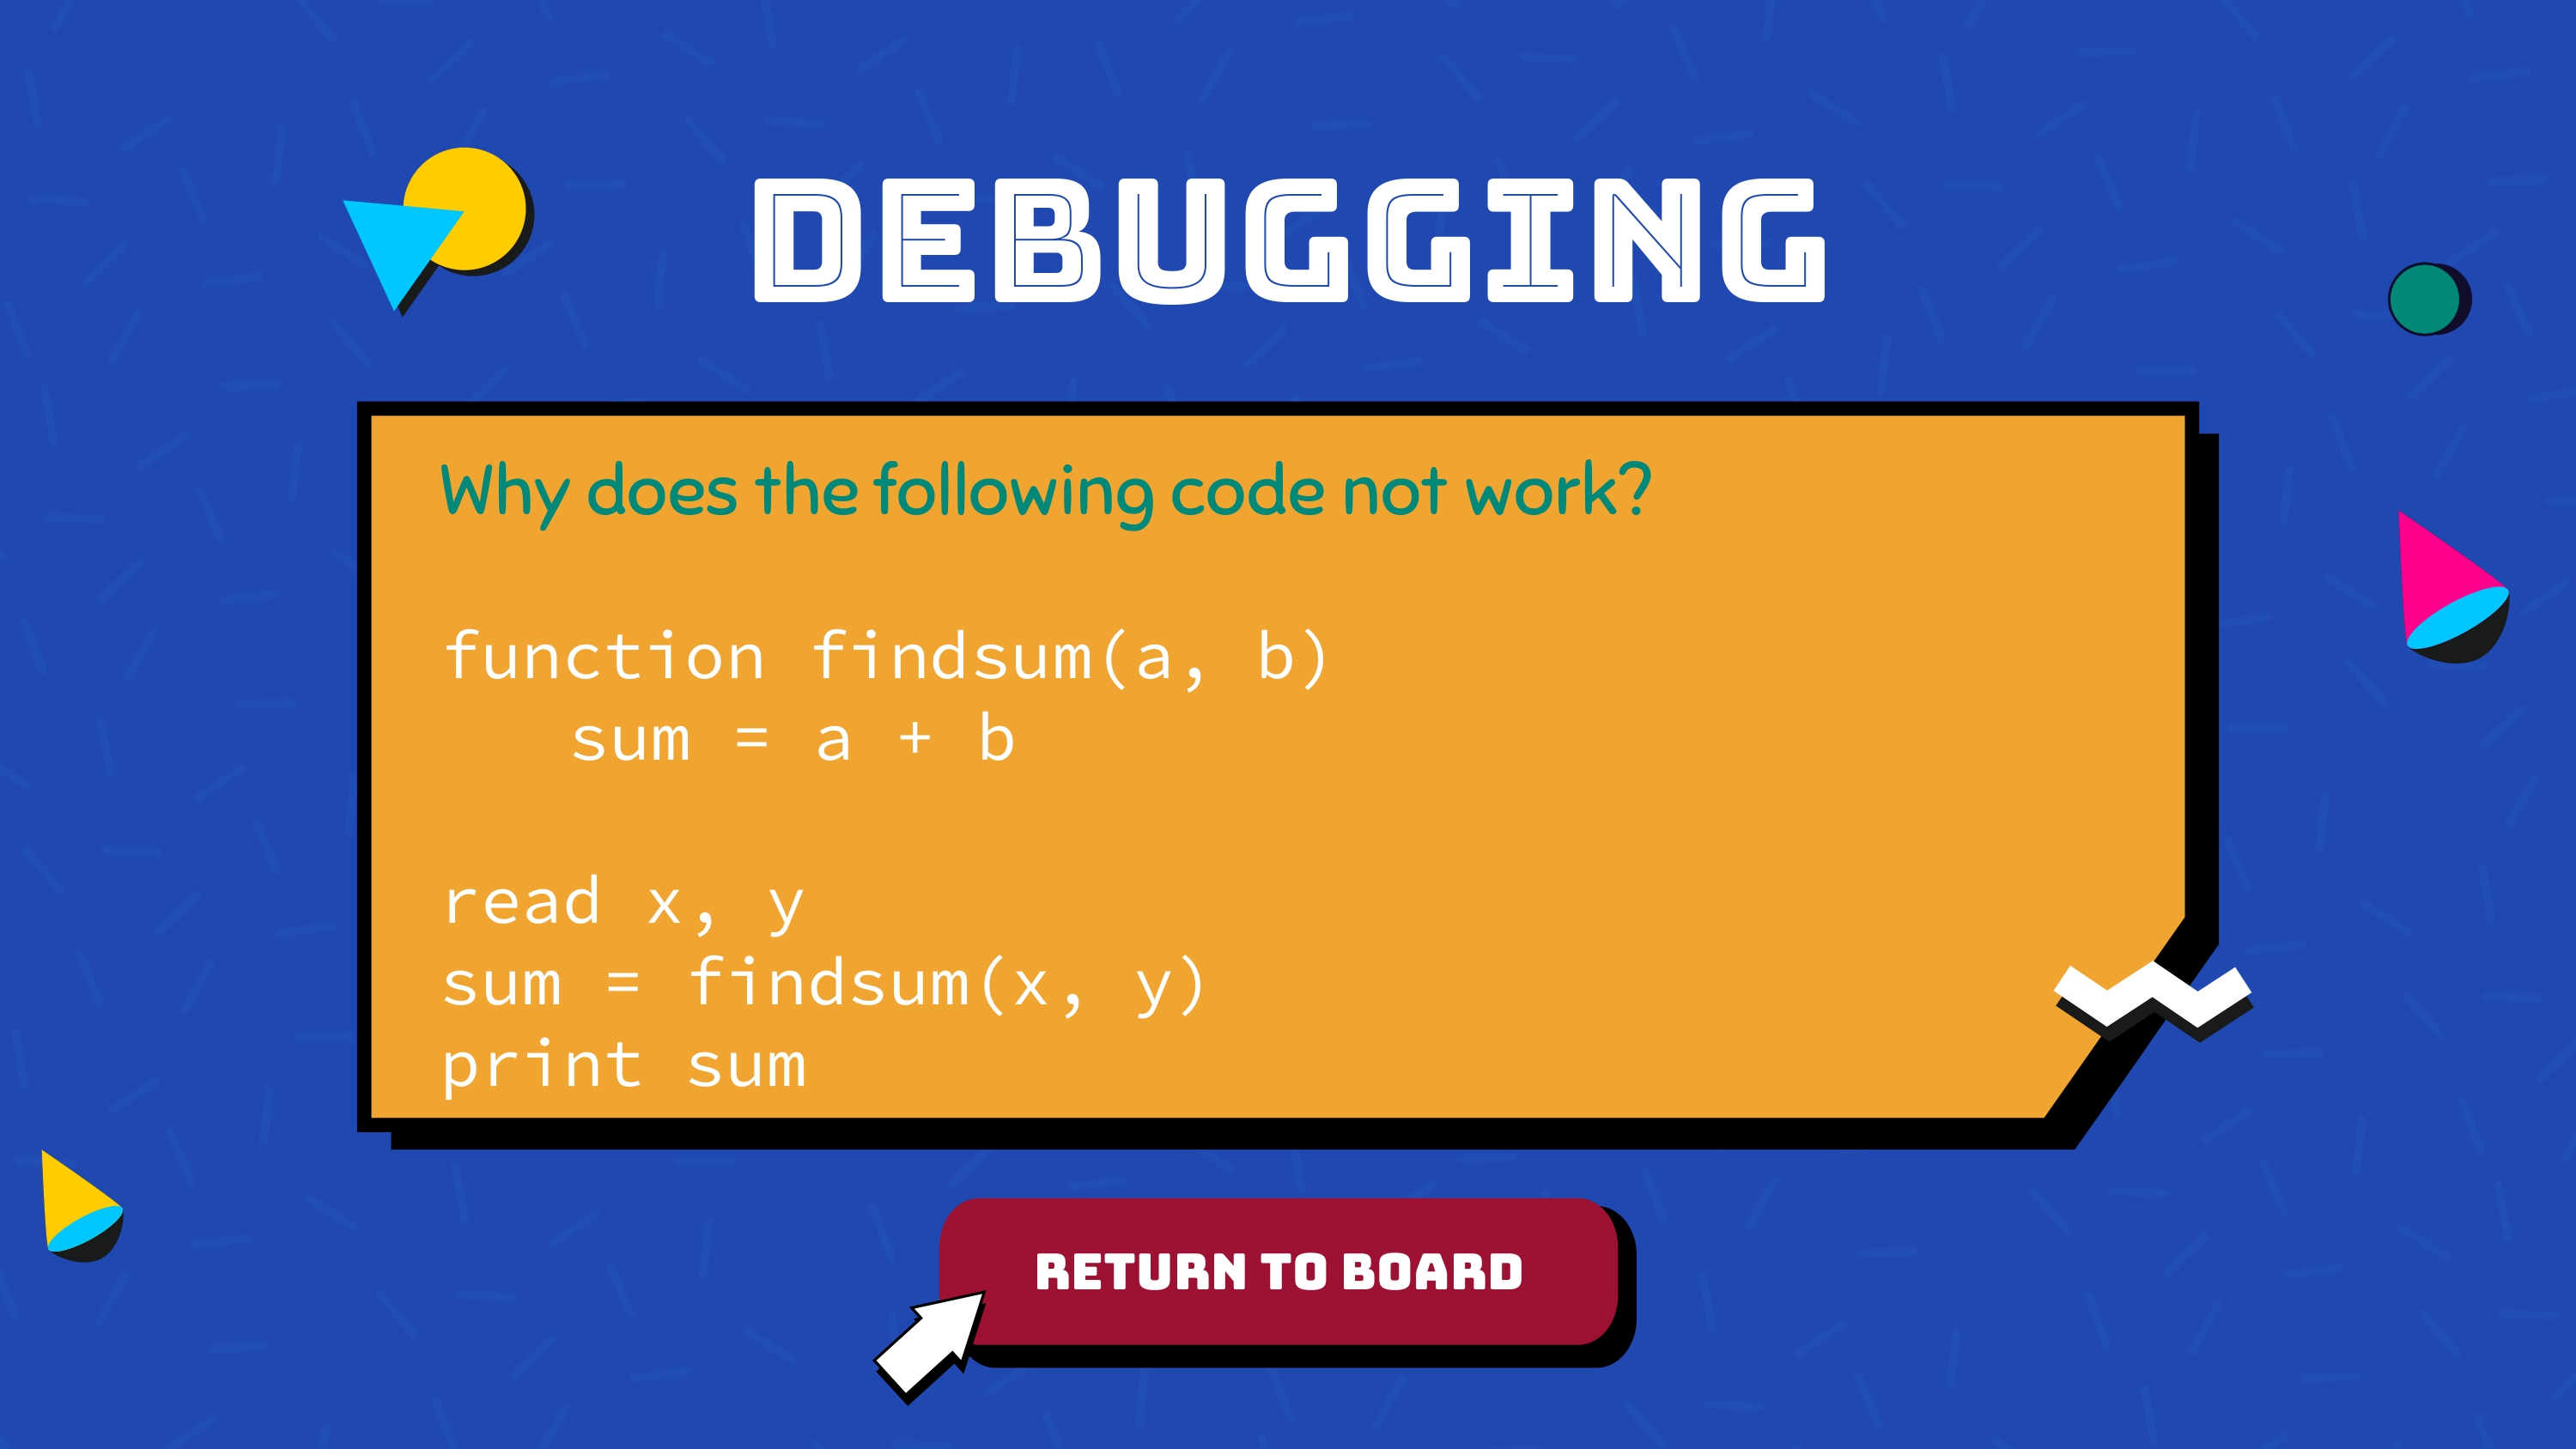 DEBUGGING
Why does the following code not work?
function findsum(a, b)
   sum = a + b
read x, y
sum = findsum(x, y)
print sum
RETURN TO BOARD